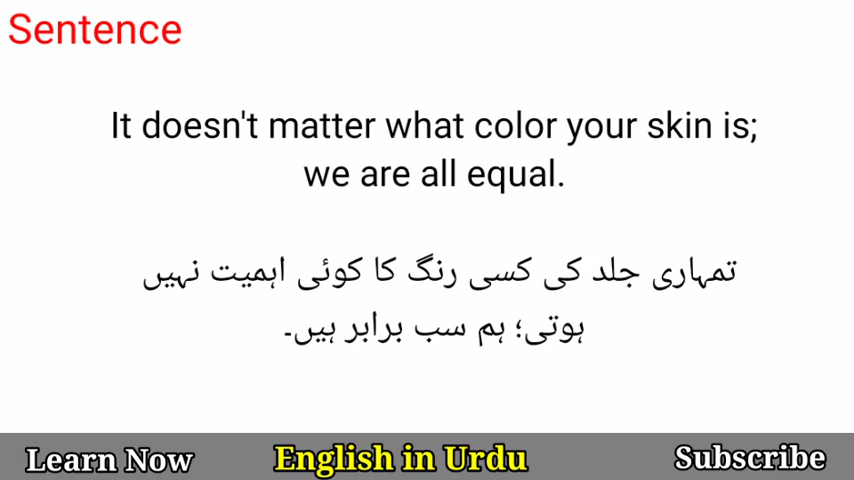 Sentence
It doesn't matter what color your skin is;
we are all equal.
تمہاری جلد کی کسی رنگ کا کوئی اہمیت نہیں
ہوتی؛ ہم سب برابر ہیں۔
Learn Now English in Urdu Subscribe